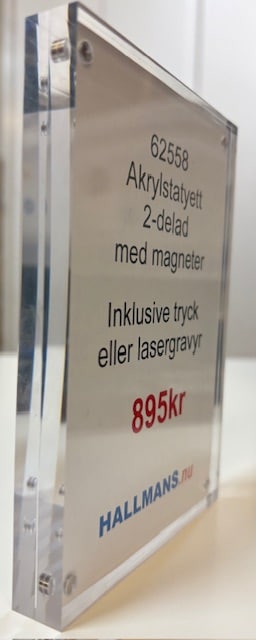 62558
Akrylstatyett
2-delad
med magneter
Inklusive tryck
eller lasergravyr
895kr
HALLMANS.nu